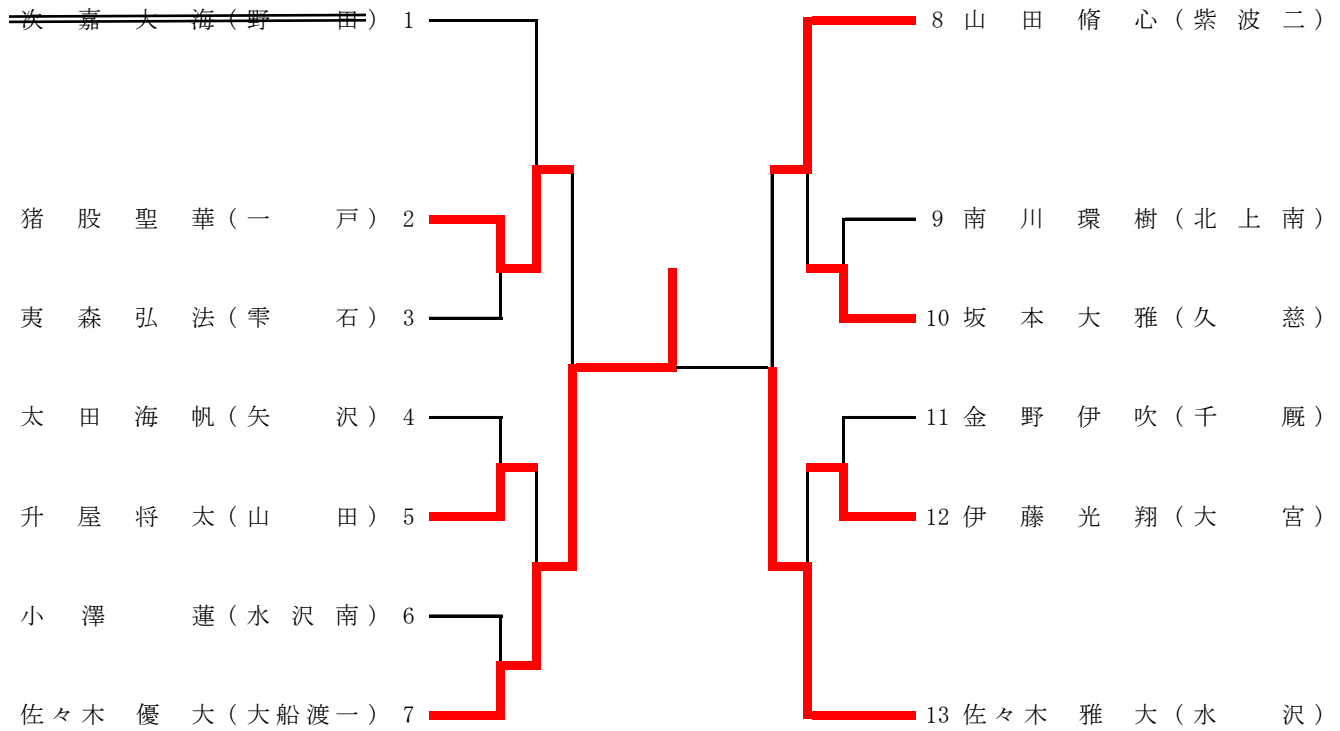 次嘉大海(野田) 1
猪股聖華(一戸) 2
夷森弘法(雫石) 3
太田海帆(矢沢) 4
升屋将太(山田) 5
小澤蓮(水沢南) 6
佐々木優大(大船渡一) 7
8 山田脩心(紫波二)
9 南川環樹(北上南)
10 坂本大雅(久慈)
11 金野伊吹(千厩)
12 伊藤光翔(大宮)
13 佐々木雅大(水沢)